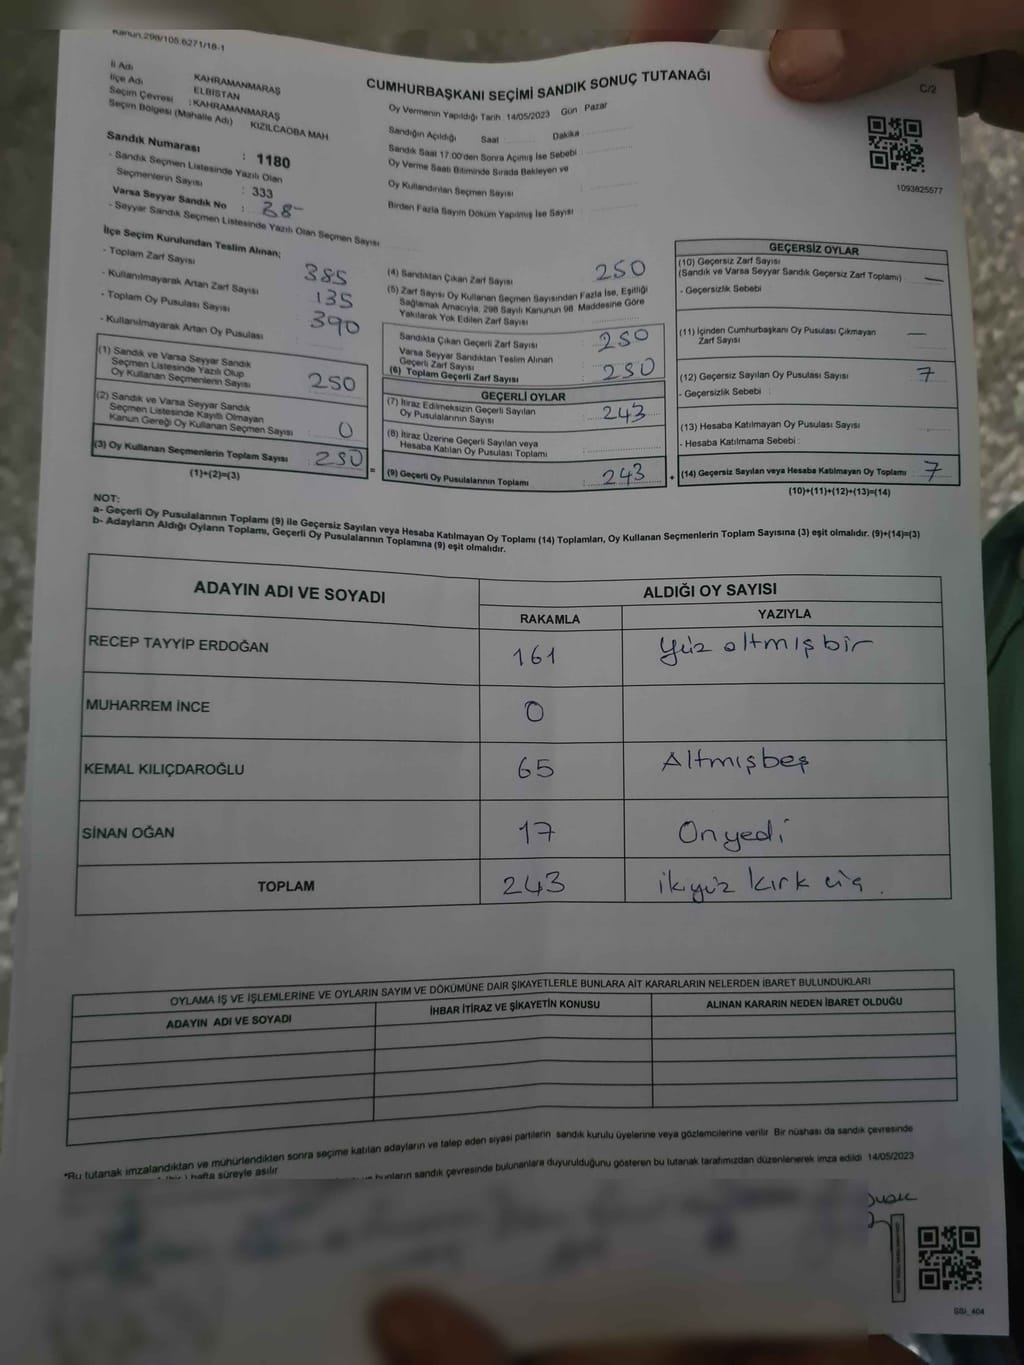 Kanun.298/105.6271/18-1
İl Adı KAHRAMANMARAŞ
İlçe Adı ELBİSTAN
Seçim Çevresi :KAHRAMANMARAŞ
Seçim Bölgesi (Mahalle Adı) KIZILCAOBA MAH
Sandık Numarası : 1180
- Sandık Seçmen Listesinde Yazılı Olan
Seçmenlerin Sayısı : 333
Varsa Seyyar Sandık No :
- Seyyar Sandık Seçmen Listesinde Yazılı Olan Seçmen Sayısı
CUMHURBAŞKANI SEÇİMİ SANDIK SONUÇ TUTANAĞI
C/2
Oy Vermenin Yapıldığı Tarih: 14/05/2023 Gün Pazar
Sandığın Açıldığı Saat Dakika
Sandık Saat 17:00'den Sonra Açımış İse Sebebi
Oy Verme Saati Bitiminde Sırada Bekleyen ve
Oy Kullandırılan Seçmen Sayısı
Birden Fazla Sayım Döküm Yapılmış İse Sayısı
1093825577
İlçe Seçim Kurulundan Teslim Alınan;
- Toplam Zarf Sayısı 385
- Kullanılmayarak Artan Zarf Sayısı 135
- Toplam Oy Pusulası Sayısı 390
- Kullanılmayarak Artan Oy Pusulası
(1) Sandık ve Varsa Seyyar Sandık
Seçmen Listesinde Yazılı Olup
Oy Kullanan Seçmenlerin Sayısı 250
(2) Sandık ve Varsa Seyyar Sandık
Seçmen Listesinde Kayıtlı Olmayan
Kanun Gereği Oy Kullanan Seçmen Sayısı 0
(3) Oy Kullanan Seçmenlerin Toplam Sayısı : 250
(1)+(2)=(3)
(4) Sandıktan Çıkan Zarf Sayısı 250
(5) Zarf Sayısı Oy Kullanan Seçmen Sayısından Fazla İse, Eşitliği
Sağlamak Amacıyla, 298 Sayılı Kanunun 98. Maddesine Göre
Yakılarak Yok Edilen Zarf Sayısı
Sandıkta Çıkan Geçerli Zarf Sayısı : 250
Varsa Seyyar Sandıktan Teslim Alınan
Geçerli Zarf Sayısı
(6) Toplam Geçerli Zarf Sayısı : 250
GEÇERLİ OYLAR
(7) İtiraz Edilmeksizin Geçerli Sayılan
Oy Pusulalarının Sayısı : 243
(8) İtiraz Üzerine Geçerli Sayılan veya
Hesaba Katılan Oy Pusulası Toplamı
= (9) Geçerli Oy Pusulalarının Toplamı : 243
GEÇERSİZ OYLAR
(10) Geçersiz Zarf Sayısı
(Sandık ve Varsa Seyyar Sandık Geçersiz Zarf Toplamı) : —
- Geçersizlik Sebebi :
(11) İçinden Cumhurbaşkanı Oy Pusulası Çıkmayan
Zarf Sayısı : —
(12) Geçersiz Sayılan Oy Pusulası Sayısı : 7
- Geçersizlik Sebebi :
(13) Hesaba Katılmayan Oy Pusulası Sayısı
- Hesaba Katılmama Sebebi :
+ (14) Geçersiz Sayılan veya Hesaba Katılmayan Oy Toplamı : 7
(10)+(11)+(12)+(13)=(14)
NOT:
a- Geçerli Oy Pusulalarının Toplamı (9) ile Geçersiz Sayılan veya Hesaba Katılmayan Oy Toplamı (14) Toplamları, Oy Kullanan Seçmenlerin Toplam Sayısına (3) eşit olmalıdır. (9)+(14)=(3)
b- Adayların Aldığı Oyların Toplamı, Geçerli Oy Pusulalarının Toplamına (9) eşit olmalıdır.
ADAYIN ADI VE SOYADI ALDIĞI OY SAYISI
RAKAMLA YAZIYLA
RECEP TAYYİP ERDOĞAN 161 yüz altmış bir
MUHARREM İNCE 0
KEMAL KILIÇDAROĞLU 65 Altmışbeş
SİNAN OĞAN 17 Onyedi
TOPLAM 243 ikiyüz kırk üç.
OYLAMA İŞ VE İŞLEMLERİNE VE OYLARIN SAYIM VE DÖKÜMÜNE DAİR ŞİKAYETLERLE BUNLARA AİT KARARLARIN NELERDEN İBARET BULUNDUKLARI
ADAYIN ADI VE SOYADI İHBAR İTİRAZ VE ŞİKAYETİN KONUSU ALINAN KARARIN NEDEN İBARET OLDUĞU
*Bu tutanak imzalandıktan ve mühürlendikten sonra seçime katılan adayların ve talep eden siyasi partilerin sandık kurulu üyelerine veya gözlemcilerine verilir. Bir nüshası da sandık çevresinde
hafta süreyle asılır.
bunların sandık çevresinde bulunanlara duyurulduğunu gösteren bu tutanak tarafımızdan düzenlenerek imza edildi 14/05/2023
SSI_404